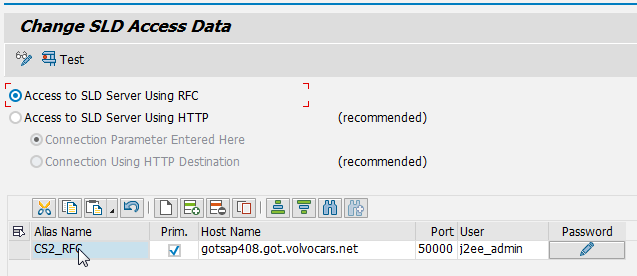 Change SLD Access Data
Test
Access to SLD Server Using RFC
Access to SLD Server Using HTTP (recommended)
Connection Parameter Entered Here
Connection Using HTTP Destination (recommended)
Alias Name Prim. Host Name Port User Password
CS2_RFC gotsap408.got.volvocars.net 50000 j2ee_admin